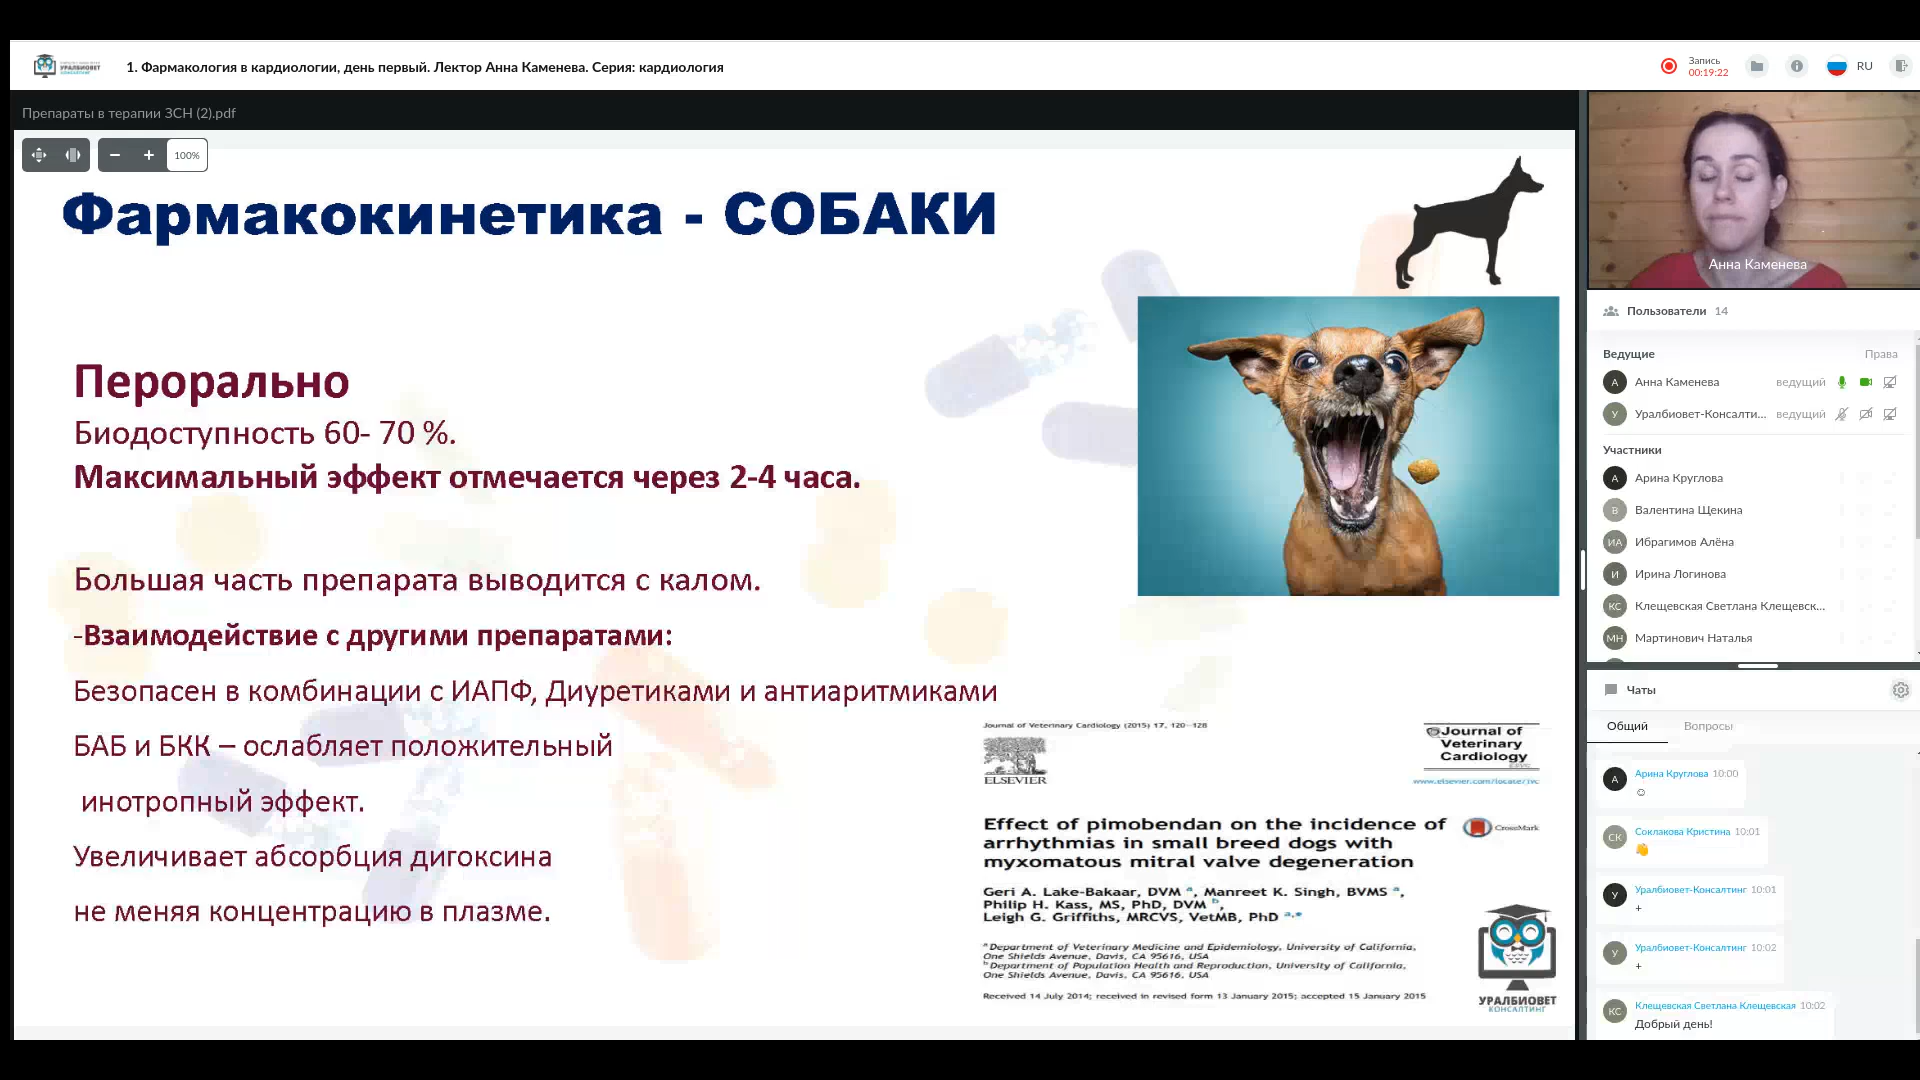 УРАЛБИОВЕТ
КОНСАЛТИНГ
1. Фармакология в кардиологии, день первый. Лектор Анна Каменева. Серия: кардиология
Запись
00:19:22
RU
Препараты в терапии ЗСН (2).pdf
100%
Фармакокинетика - СОБАКИ
Перорально
Биодоступность 60- 70 %.
Максимальный эффект отмечается через 2-4 часа.
Большая часть препарата выводится с калом.
-Взаимодействие с другими препаратами:
Безопасен в комбинации с ИАПФ, Диуретиками и антиаритмиками
БАБ и БКК – ослабляет положительный
инотропный эффект.
Увеличивает абсорбция дигоксина
не меняя концентрацию в плазме.
Journal of Veterinary Cardiology (2015) 17, 120–128
ELSEVIER
Journal of
Veterinary
Cardiology
www.elsevier.com/locate/jvc
Effect of pimobendan on the incidence of
arrhythmias in small breed dogs with
myxomatous mitral valve degeneration
CrossMark
Geri A. Lake-Bakaar, DVM a, Manreet K. Singh, BVMS a,
Philip H. Kass, MS, PhD, DVM b,
Leigh G. Griffiths, MRCVS, VetMB, PhD a,*
a Department of Veterinary Medicine and Epidemiology, University of California,
One Shields Avenue, Davis, CA 95616, USA
b Department of Population Health and Reproduction, University of California,
One Shields Avenue, Davis, CA 95616, USA
Received 14 July 2014; received in revised form 13 January 2015; accepted 15 January 2015
УРАЛБИОВЕТ
КОНСАЛТИНГ
Анна Каменева
Пользователи 14
Ведущие Права
А Анна Каменева ведущий
У Уралбиовет-Консалти... ведущий
Участники
А Арина Круглова
В Валентина Щекина
ИА Ибрагимов Алёна
И Ирина Логинова
КС Клещевская Светлана Клещевск...
МН Мартинович Наталья
Чаты
Общий Вопросы
А Арина Круглова 10:00
☺
СК Соклакова Кристина 10:01
👏
У Уралбиовет-Консалтинг 10:01
+
У Уралбиовет-Консалтинг 10:02
+
КС Клещевская Светлана Клещевская 10:02
Добрый день!